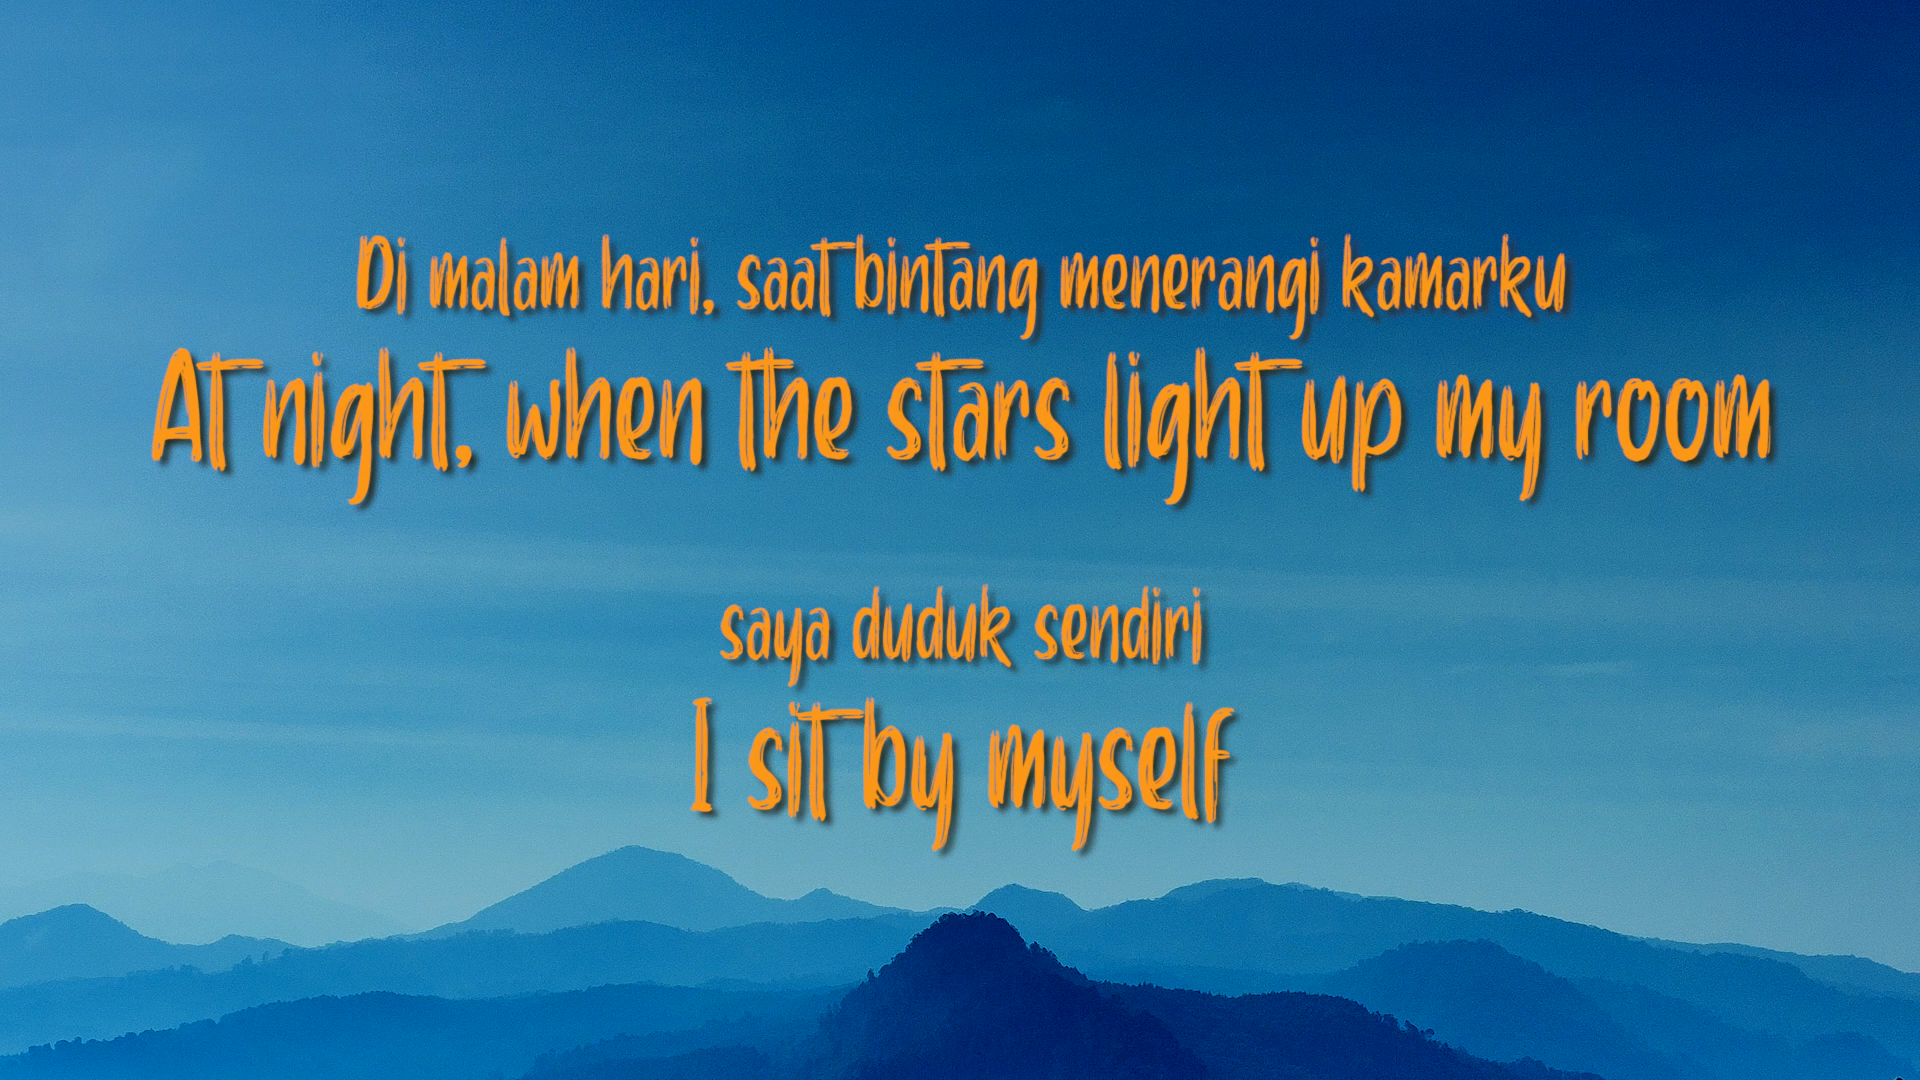 Di malam hari, saat bintang menerangi kamarku
At night, when the stars light up my room
saya duduk sendiri
I sit by myself